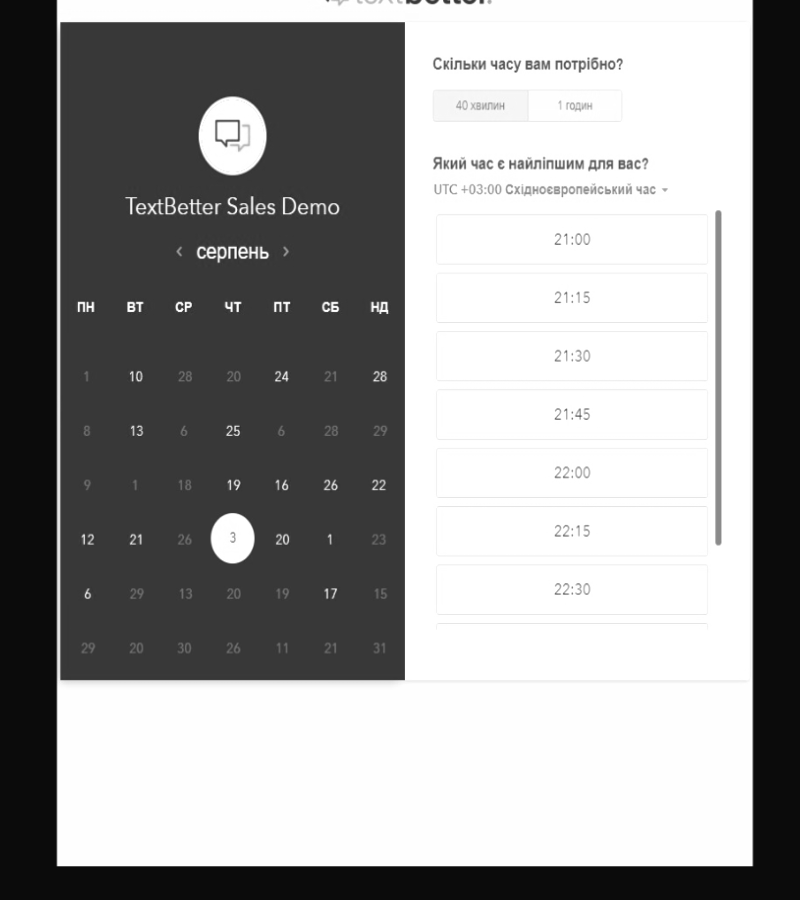 textbetter.
TextBetter Sales Demo
‹ серпень ›
ПН ВТ СР ЧТ ПТ СБ НД
1 10 28 20 24 21 28
8 13 6 25 6 28 29
9 1 18 19 16 26 22
12 21 26 3 20 1 23
6 29 13 20 19 17 15
29 20 30 26 11 21 31
Скільки часу вам потрібно?
40 хвилин 1 годин
Який час є найліпшим для вас?
UTC +03:00 Східноєвропейський час
21:00
21:15
21:30
21:45
22:00
22:15
22:30